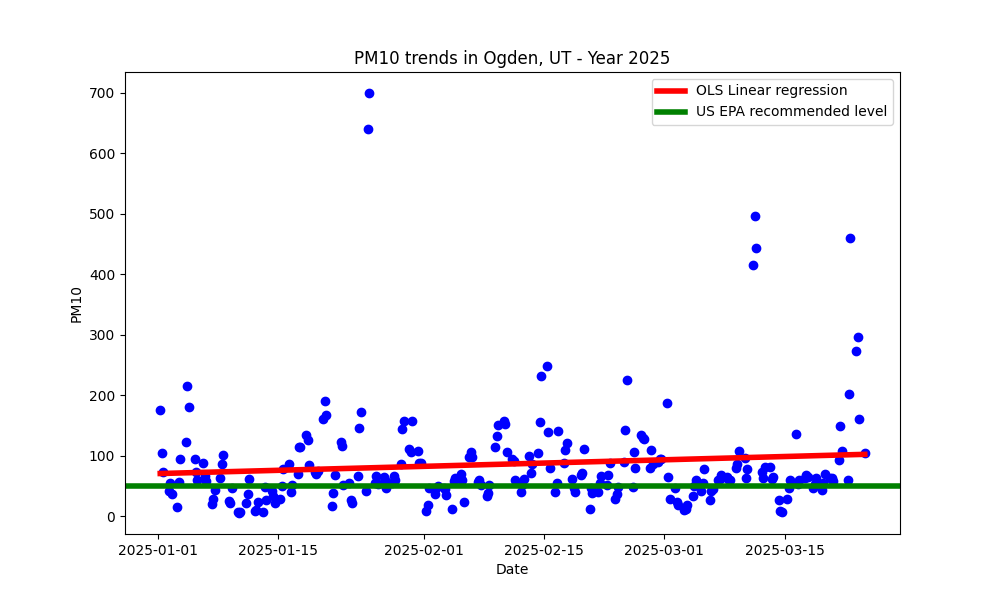 PM10 trends in Ogden, UT - Year 2025
OLS Linear regression
US EPA recommended level
700
600
500
400
300
200
100
0
PM10
2025-01-01
2025-01-15
2025-02-01
2025-02-15
2025-03-01
2025-03-15
Date